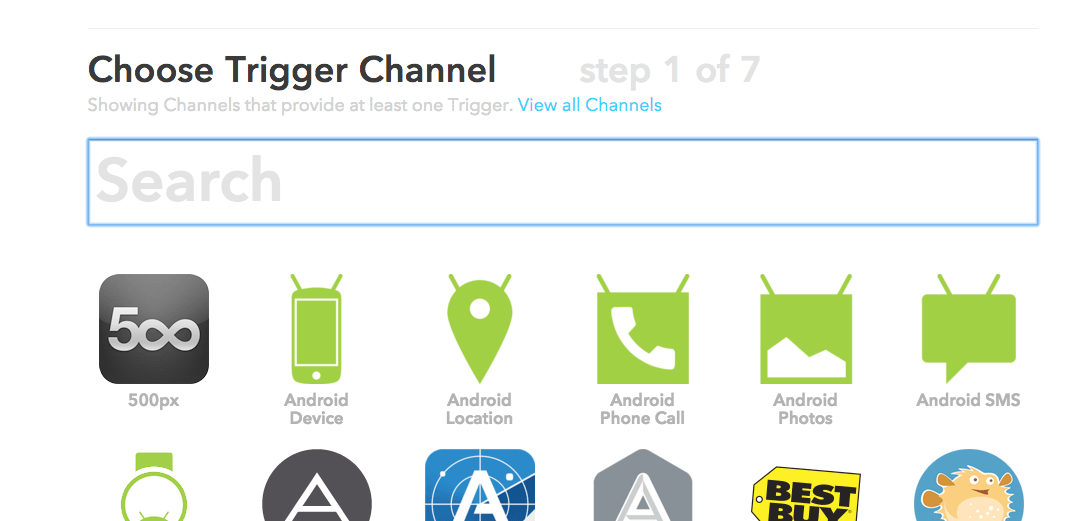 Choose Trigger Channel step 1 of 7
Showing Channels that provide at least one Trigger. View all Channels
Search
500
500px
Android Device
Android Location
Android Phone Call
Android Photos
Android SMS
BEST
BUY